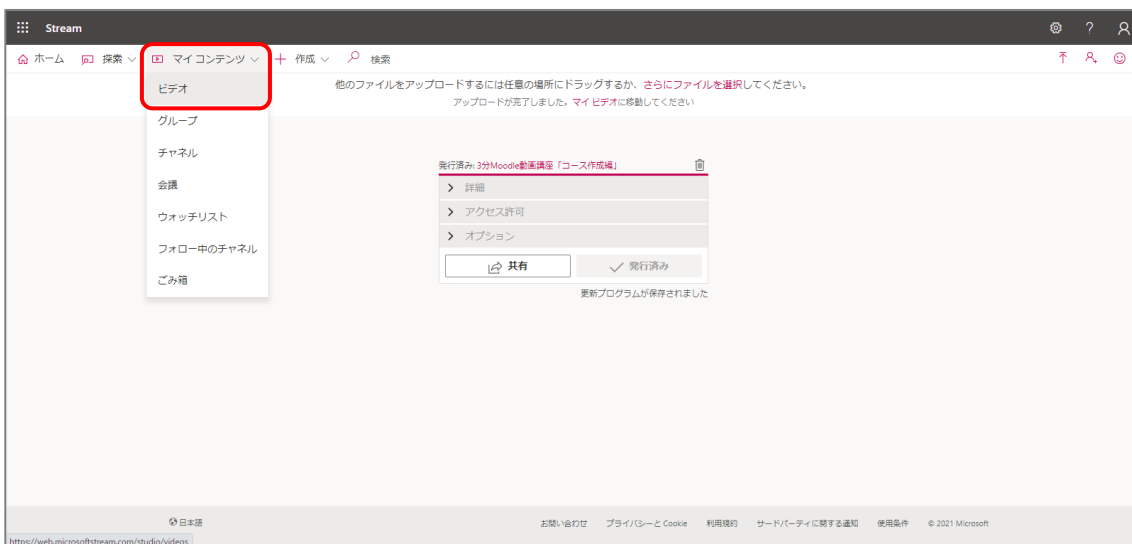 Stream
ホーム 探索 マイ コンテンツ 作成 検索
ビデオ
グループ
チャネル
会議
ウォッチリスト
フォロー中のチャネル
ごみ箱
他のファイルをアップロードするには任意の場所にドラッグするか、さらにファイルを選択してください。
アップロードが完了しました。マイ ビデオに移動してください
発行済み: 3分Moodle動画講座「コース作成編」
詳細
アクセス許可
オプション
共有 発行済み
更新プログラムが保存されました
日本語 お問い合わせ プライバシーと Cookie 利用規約 サードパーティに関する通知 使用条件 © 2021 Microsoft
https://web.microsoftstream.com/studio/videos